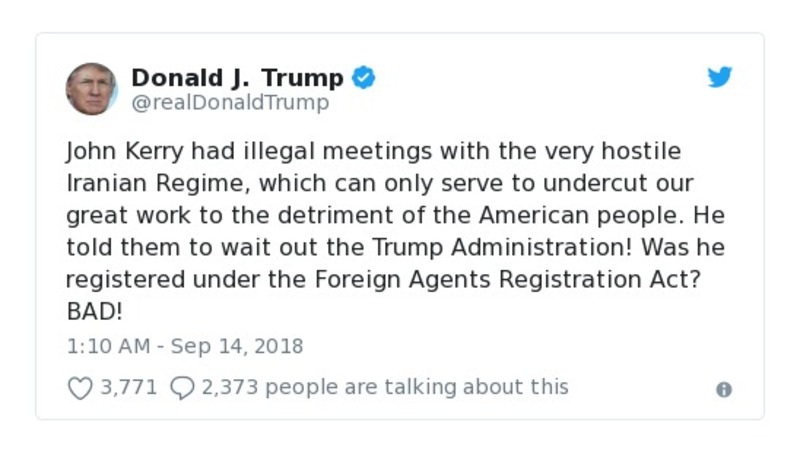 Donald J. Trump
@realDonaldTrump
John Kerry had illegal meetings with the very hostile
Iranian Regime, which can only serve to undercut our
great work to the detriment of the American people. He
told them to wait out the Trump Administration! Was he
registered under the Foreign Agents Registration Act?
BAD!
1:10 AM - Sep 14, 2018
3,771 2,373 people are talking about this